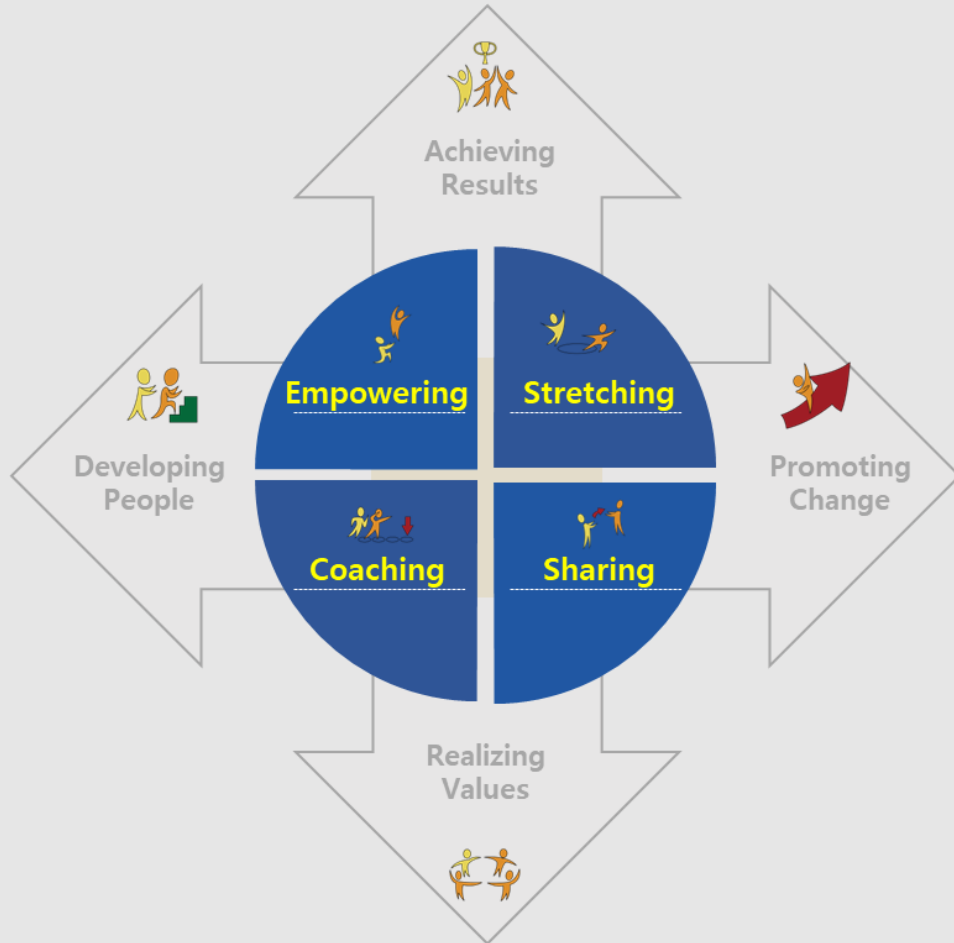 Achieving
Results
Empowering
Stretching
Developing
People
Promoting
Change
Coaching
Sharing
Realizing
Values